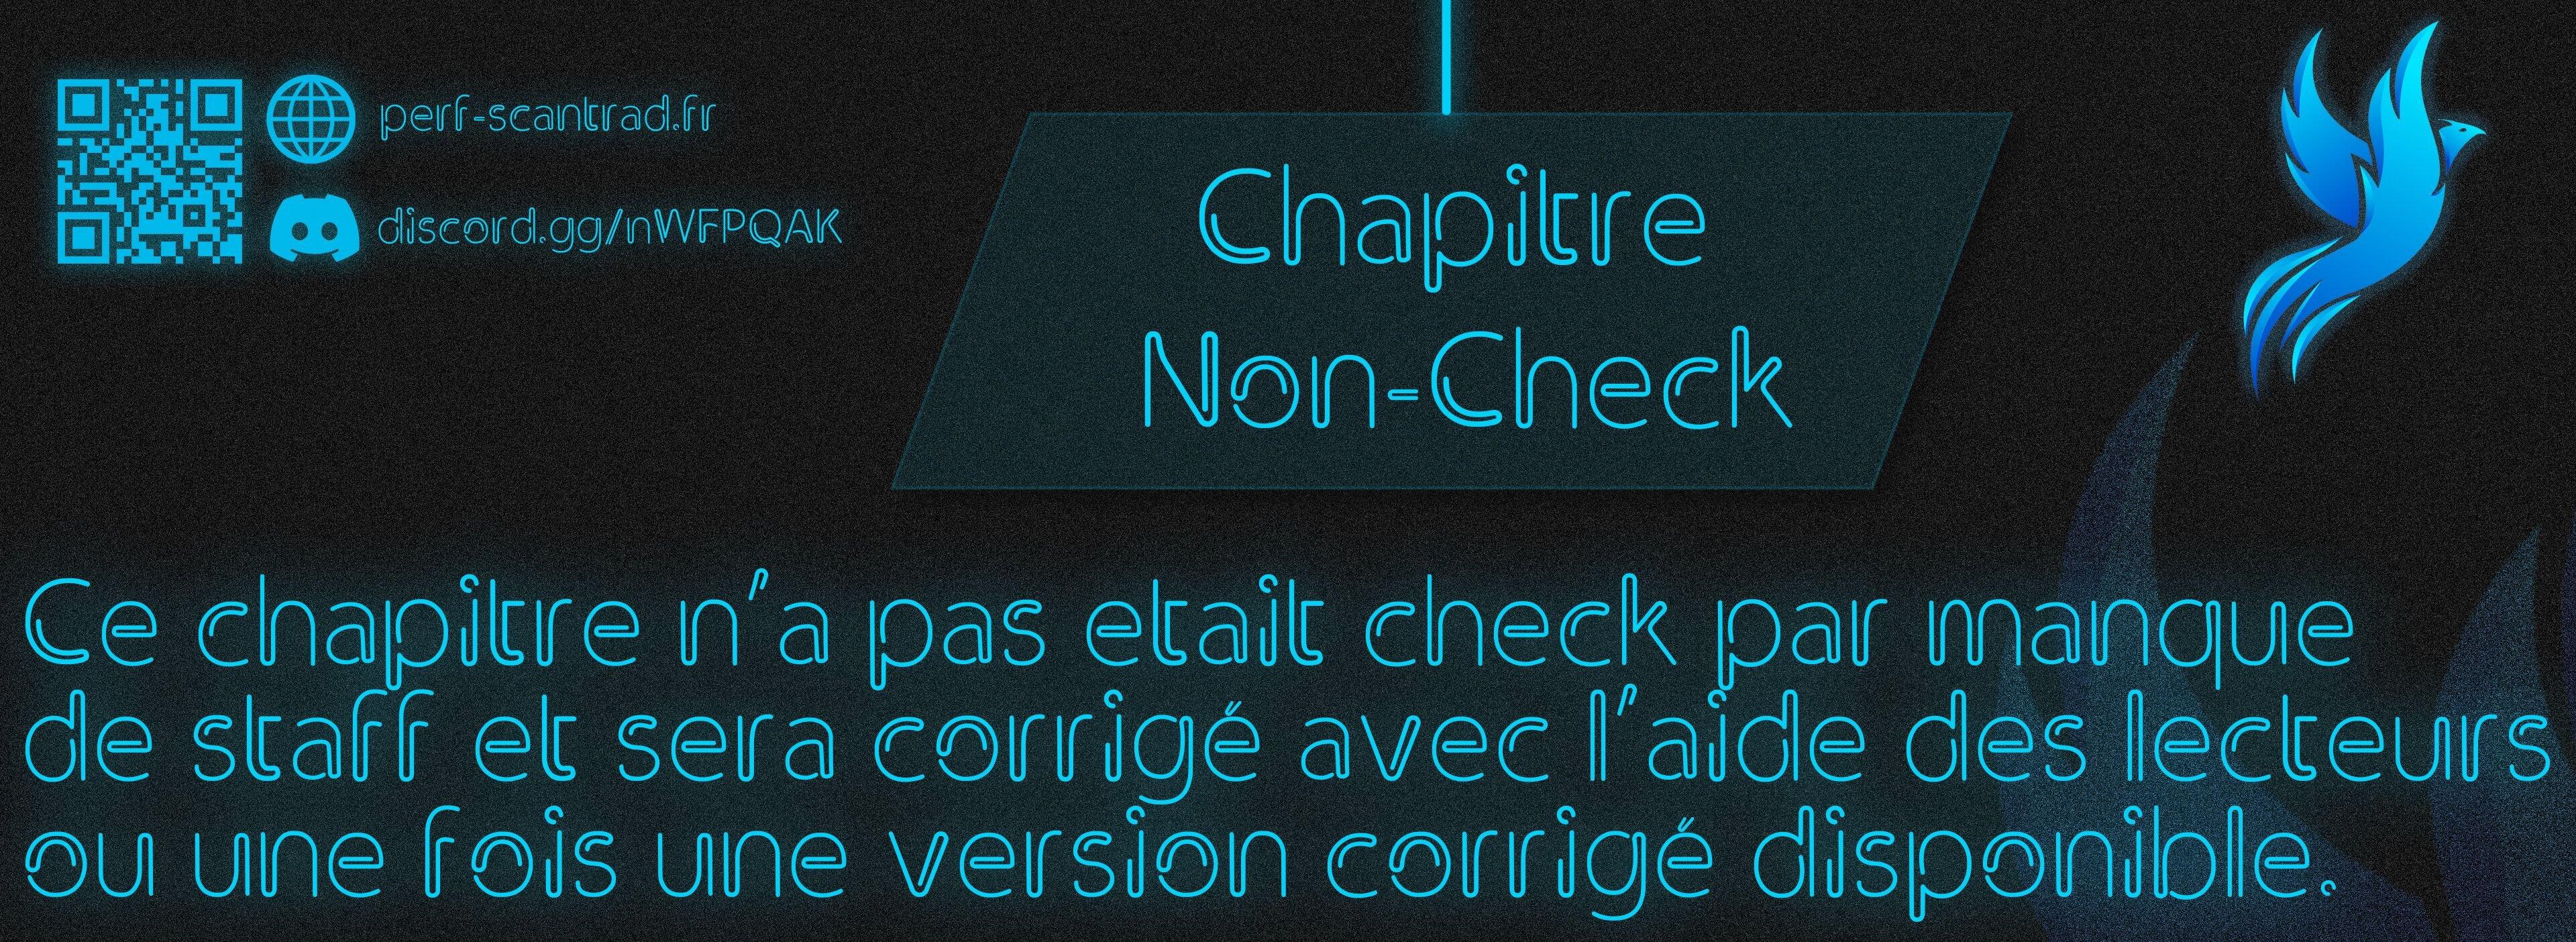 perf-scantrad.fr
discord.gg/nWFPQAK
Chapitre
Non-Check
Ce chapitre n'a pas etait check par manque
de staff et sera corrigé avec l'aide des lecteurs
ou une fois une version corrigé disponible.